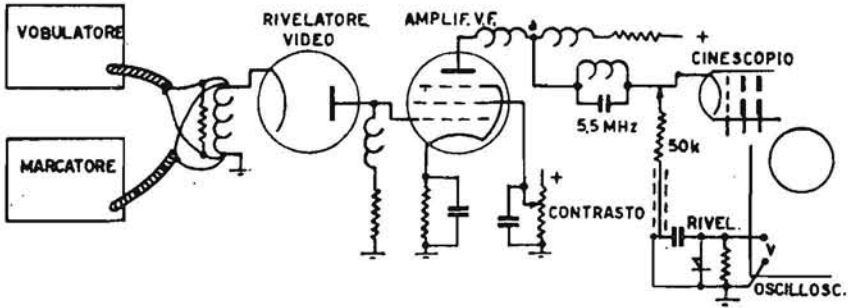 VOBULATORE
MARCATORE
RIVELATORE
VIDEO
AMPLIF. V.F.
a
+
5,5 MHz
CINESCOPIO
50k
+
CONTRASTO
RIVEL.
V
OSCILLOSC.